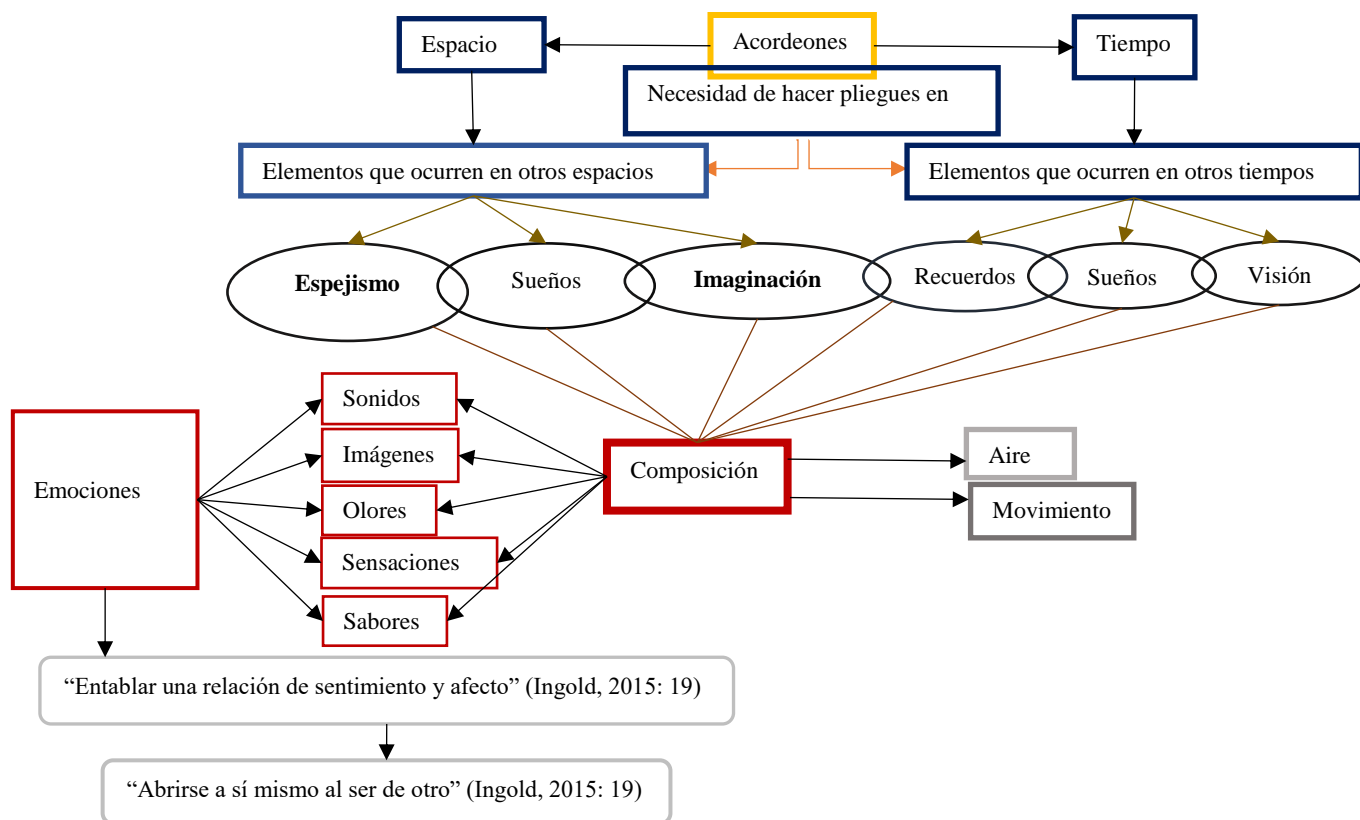 Espacio
Acordeones
Tiempo
Necesidad de hacer pliegues en
Elementos que ocurren en otros espacios
Elementos que ocurren en otros tiempos
Espejismo
Sueños
Imaginación
Recuerdos
Sueños
Visión
Sonidos
Imágenes
Olores
Sensaciones
Sabores
Emociones
Composición
Aire
Movimiento
“Entablar una relación de sentimiento y afecto” (Ingold, 2015: 19)
“Abrirse a sí mismo al ser de otro” (Ingold, 2015: 19)